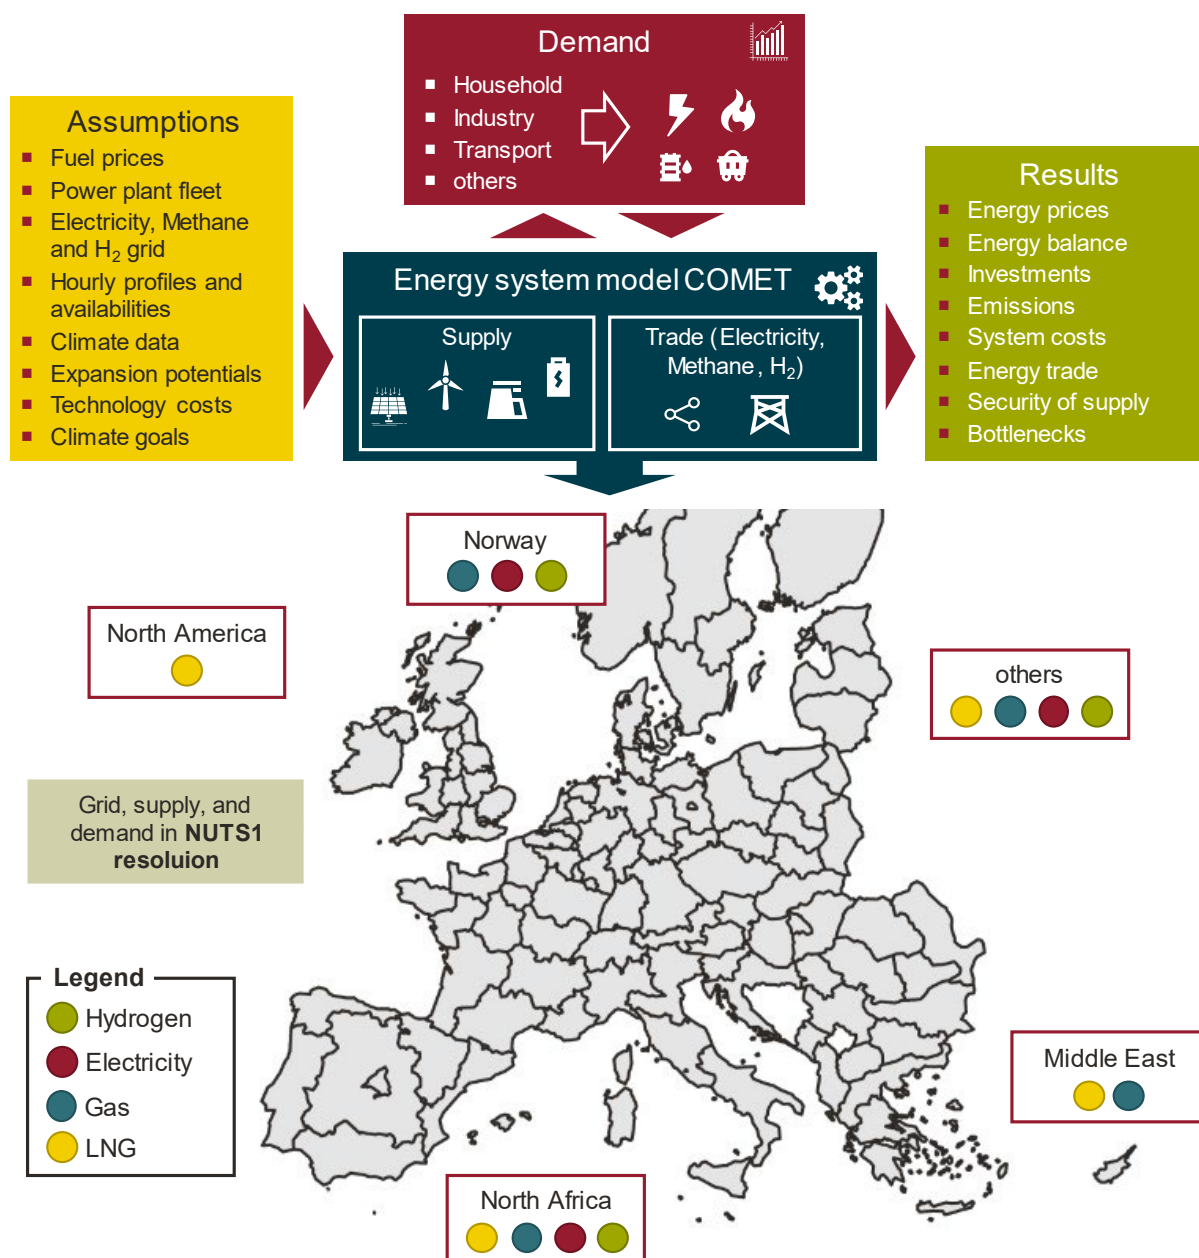 Demand
Household
Industry
Transport
others
Assumptions
Fuel prices
Power plant fleet
Electricity, Methane
and H₂ grid
Hourly profiles and
availabilities
Climate data
Expansion potentials
Technology costs
Climate goals
Energy system model COMET
Supply
Trade (Electricity,
Methane, H₂)
Results
Energy prices
Energy balance
Investments
Emissions
System costs
Energy trade
Security of supply
Bottlenecks
Norway
North America
others
Grid, supply, and
demand in NUTS1
resoluion
Legend
Hydrogen
Electricity
Gas
LNG
Middle East
North Africa